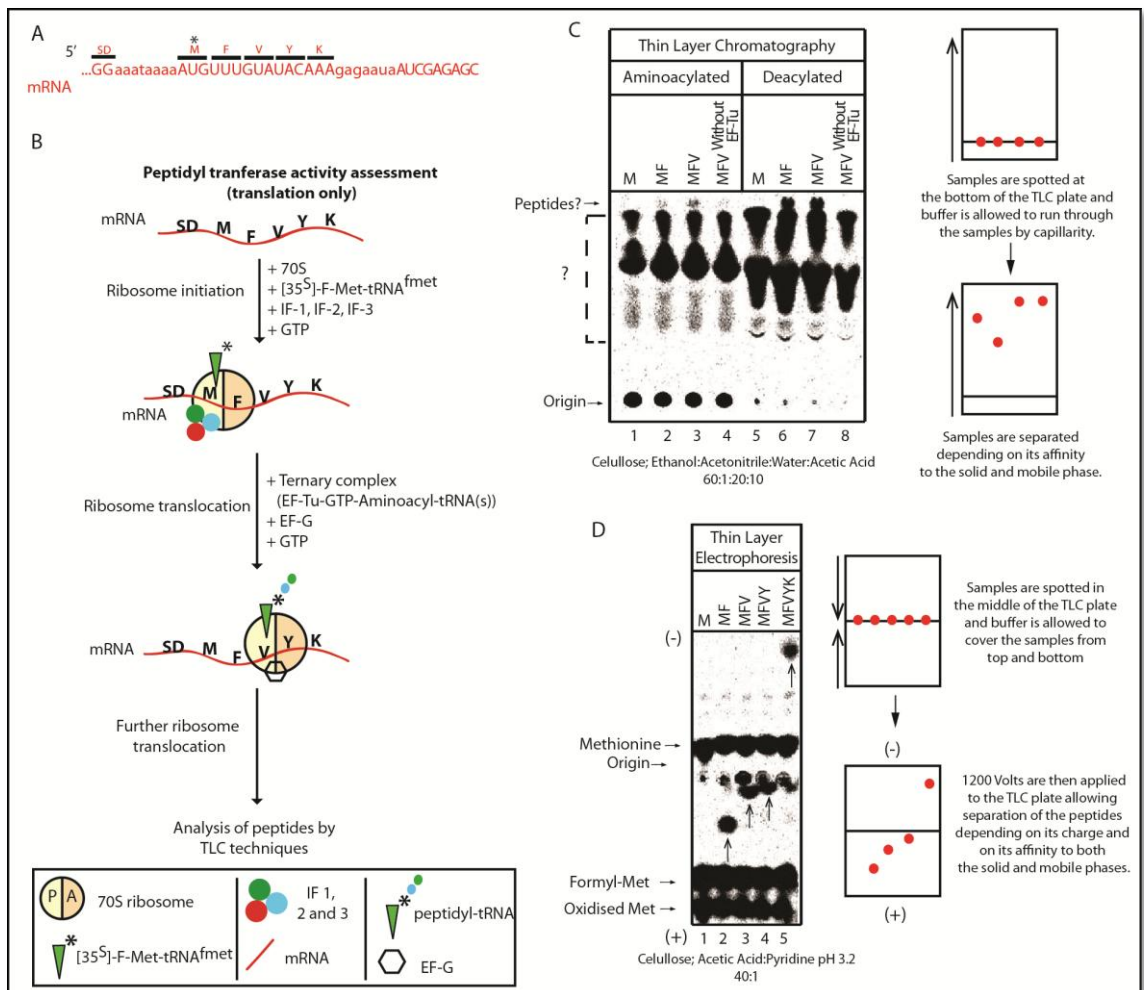 A
5'
SD
*
M F V Y K
...GGaaataaaaAUGUUUGUAUACAAAgagaauaAUCGAGAGC
mRNA
B
Peptidyl tranferase activity assessment
(translation only)
mRNA
SD M F V Y K
Ribosome initiation
+ 70S
+ [35S]-F-Met-tRNAfmet
+ IF-1, IF-2, IF-3
+ GTP
*
SD M F V Y K
mRNA
Ribosome translocation
+ Ternary complex
(EF-Tu-GTP-Aminoacyl-tRNA(s))
+ EF-G
+ GTP
*
mRNA
SD M F V Y K
Further ribosome
translocation
Analysis of peptides by
TLC techniques
P A
70S ribosome
IF 1,
2 and 3
*
peptidyl-tRNA
*
[35S]-F-Met-tRNAfmet
mRNA
EF-G
C
Thin Layer Chromatography
Aminoacylated
Deacylated
M
MF
MFV
MFV Without EF-Tu
M
MF
MFV
MFV Without EF-Tu
Peptides?
?
Origin
1 2 3 4 5 6 7 8
Celullose; Ethanol:Acetonitrile:Water:Acetic Acid
60:1:20:10
Samples are spotted at
the bottom of the TLC plate and
buffer is allowed to run through
the samples by capillarity.
Samples are separated
depending on its affinity
to the solid and mobile phase.
D
Thin Layer
Electrophoresis
M
MF
MFV
MFVY
MFVYK
(-)
Methionine
Origin
Formyl-Met
Oxidised Met
(+)
1 2 3 4 5
Celullose; Acetic Acid:Pyridine pH 3.2
40:1
Samples are spotted in
the middle of the TLC plate
and buffer is allowed to
cover the samples from
top and bottom
(-)
1200 Volts are then applied
to the TLC plate allowing
separation of the peptides
depending on its charge and
on its affinity to both
the solid and mobile phases.
(+)